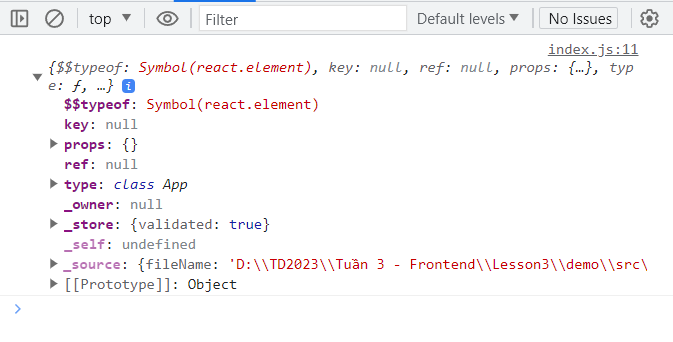 top Filter Default levels No Issues
index.js:11
{$$typeof: Symbol(react.element), key: null, ref: null, props: {…}, typ
e: ƒ, …} i
$$typeof: Symbol(react.element)
key: null
props: {}
ref: null
type: class App
_owner: null
_store: {validated: true}
_self: undefined
_source: {fileName: 'D:\\TD2023\\Tuần 3 - Frontend\\Lesson3\\demo\\src\
[[Prototype]]: Object